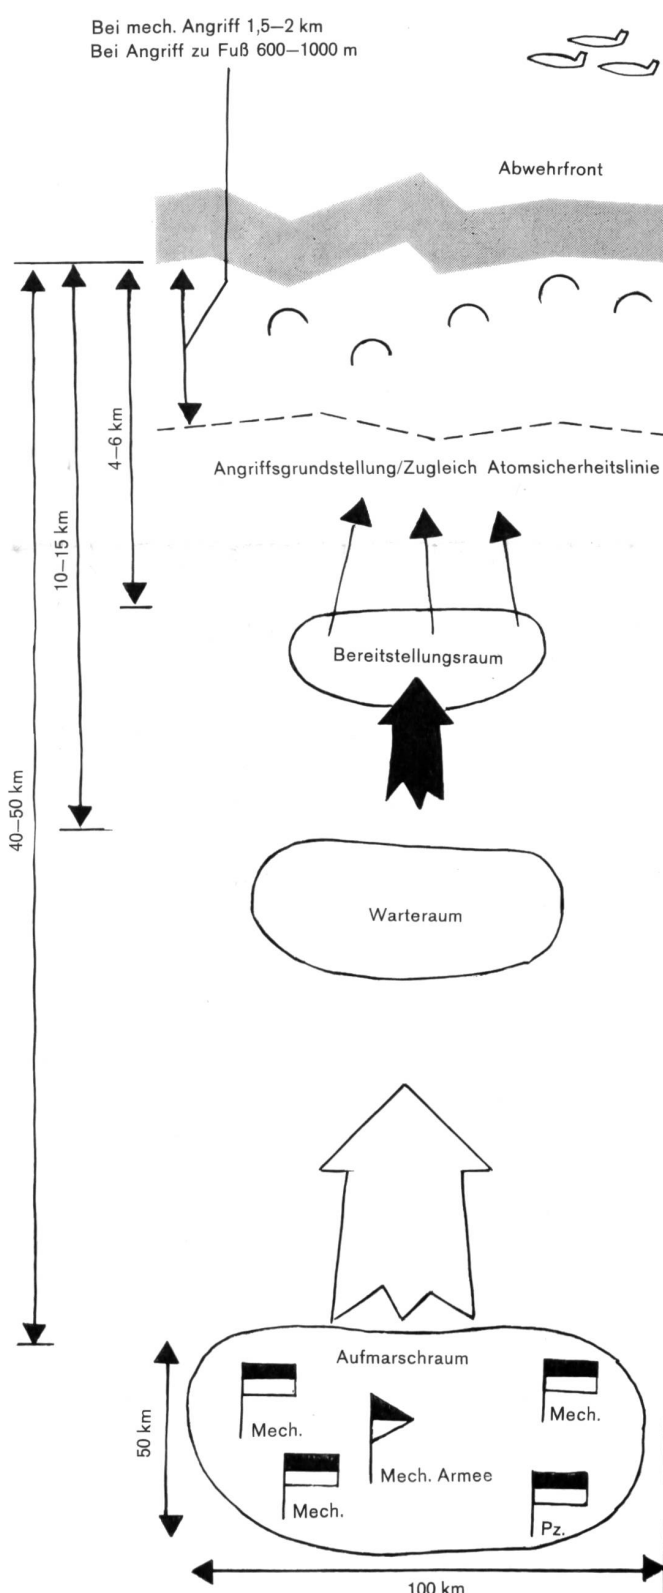 Bei mech. Angriff 1,5—2 km
Bei Angriff zu Fuß 600—1000 m
Abwehrfront
4—6 km
10—15 km
40—50 km
Angriffsgrundstellung/Zugleich Atomsicherheitslinie
Bereitstellungsraum
Warteraum
Aufmarschraum
Mech.
Mech.
Mech. Armee
Mech.
Pz.
50 km
100 km